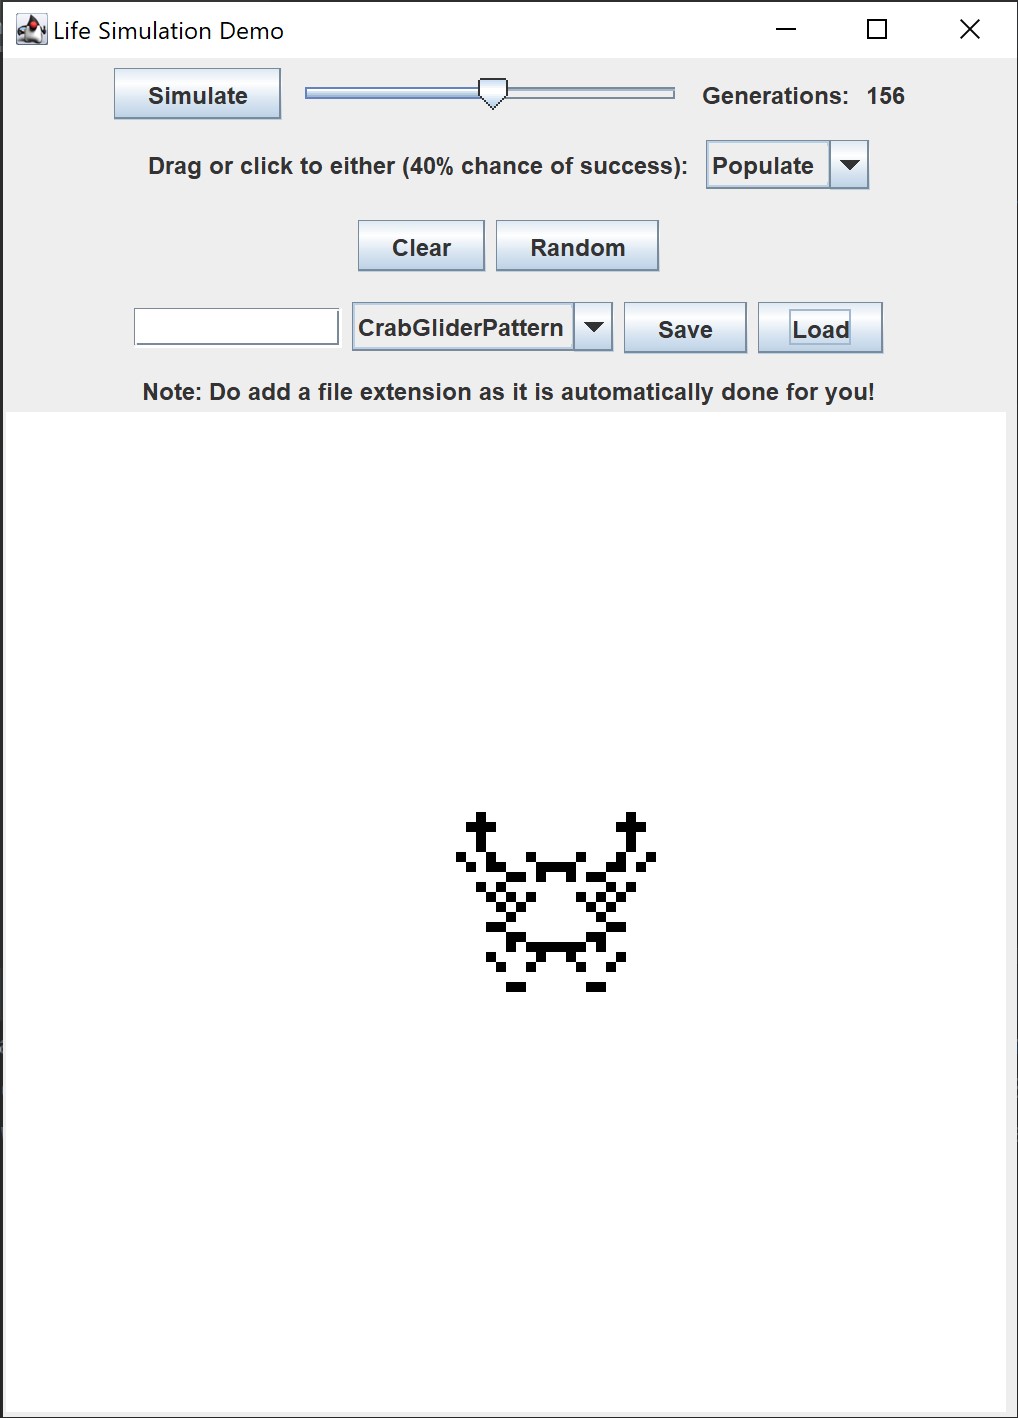 Life Simulation Demo
Simulate Generations: 156
Drag or click to either (40% chance of success): Populate
Clear Random
CrabGliderPattern Save Load
Note: Do add a file extension as it is automatically done for you!